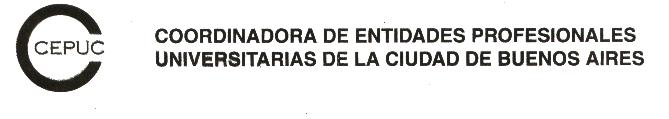 CEPUC
COORDINADORA DE ENTIDADES PROFESIONALES
UNIVERSITARIAS DE LA CIUDAD DE BUENOS AIRES